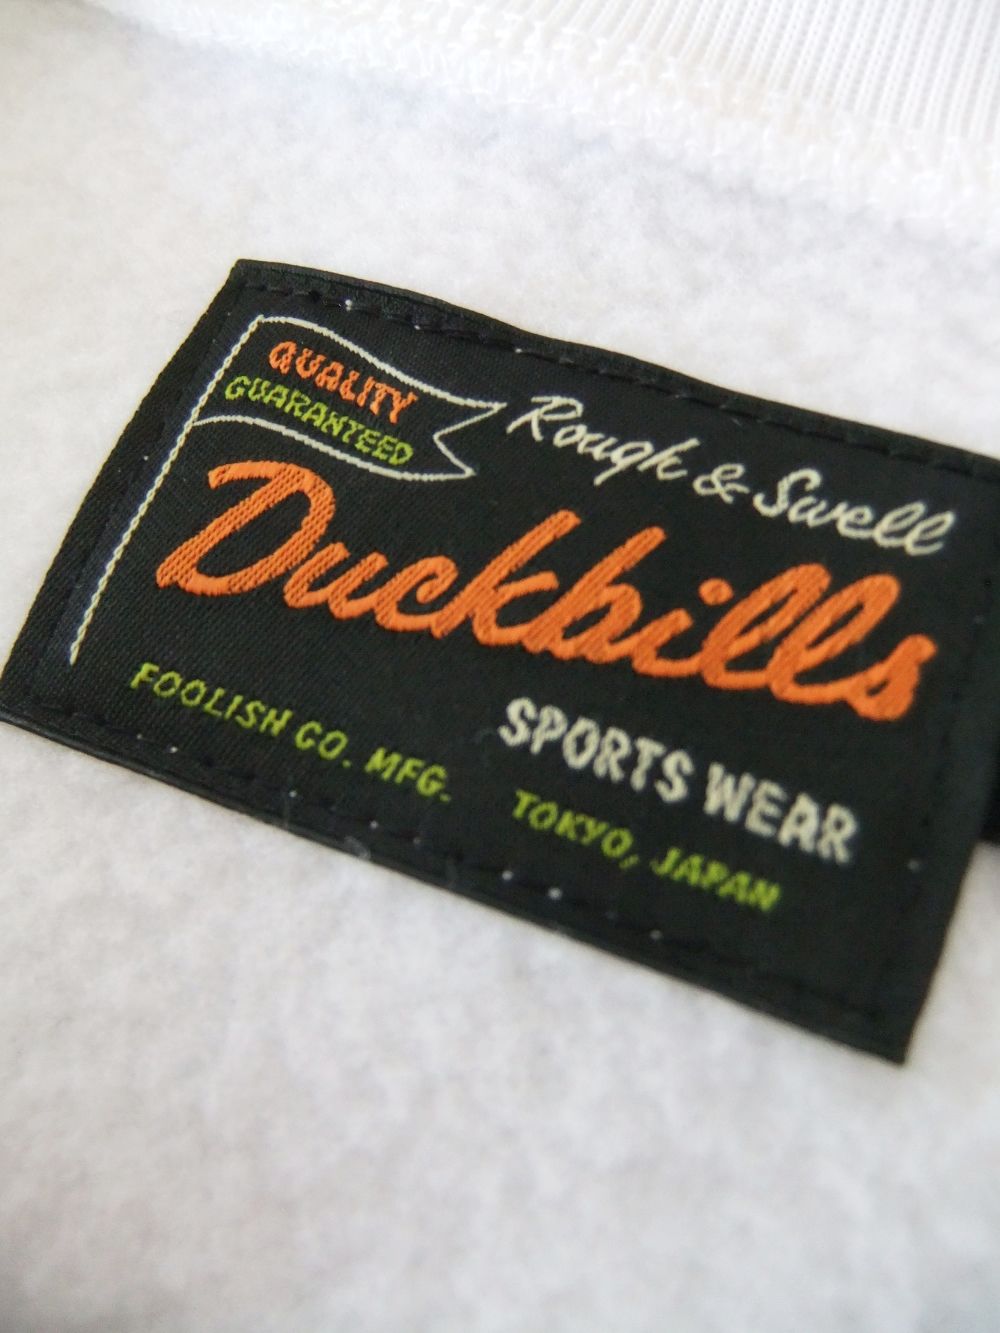 QUALITY
GUARANTEED
Rough & Swell
Duckbills
SPORTS WEAR
FOOLISH CO. MFG. TOKYO, JAPAN